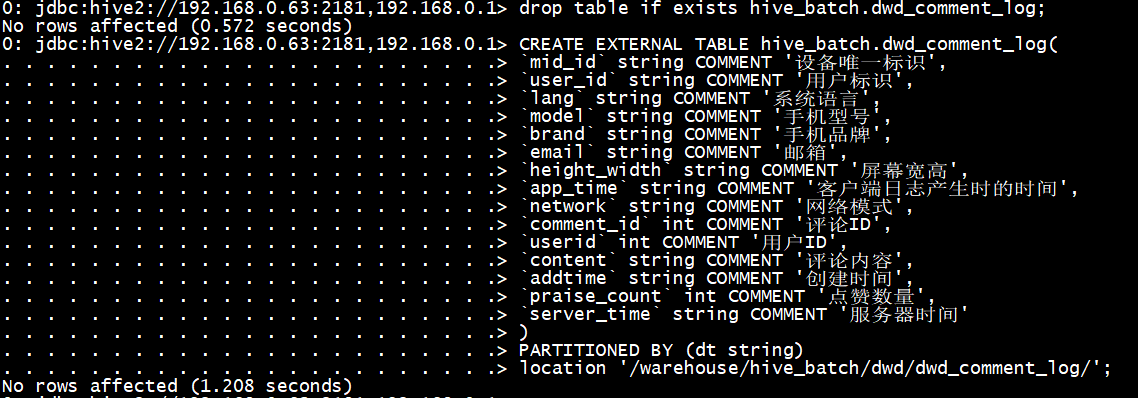 0: jdbc:hive2://192.168.0.63:2181,192.168.0.1> drop table if exists hive_batch.dwd_comment_log;
No rows affected (0.572 seconds)
0: jdbc:hive2://192.168.0.63:2181,192.168.0.1> CREATE EXTERNAL TABLE hive_batch.dwd_comment_log(
. . . . . . . . . . . . . . . . . . . . . . .> `mid_id` string COMMENT '设备唯一标识',
. . . . . . . . . . . . . . . . . . . . . . .> `user_id` string COMMENT '用户标识',
. . . . . . . . . . . . . . . . . . . . . . .> `lang` string COMMENT '系统语言',
. . . . . . . . . . . . . . . . . . . . . . .> `model` string COMMENT '手机型号',
. . . . . . . . . . . . . . . . . . . . . . .> `brand` string COMMENT '手机品牌',
. . . . . . . . . . . . . . . . . . . . . . .> `email` string COMMENT '邮箱',
. . . . . . . . . . . . . . . . . . . . . . .> `height_width` string COMMENT '屏幕宽高',
. . . . . . . . . . . . . . . . . . . . . . .> `app_time` string COMMENT '客户端日志产生时的时间',
. . . . . . . . . . . . . . . . . . . . . . .> `network` string COMMENT '网络模式',
. . . . . . . . . . . . . . . . . . . . . . .> `comment_id` int COMMENT '评论ID',
. . . . . . . . . . . . . . . . . . . . . . .> `userid` int COMMENT '用户ID',
. . . . . . . . . . . . . . . . . . . . . . .> `content` string COMMENT '评论内容',
. . . . . . . . . . . . . . . . . . . . . . .> `addtime` string COMMENT '创建时间',
. . . . . . . . . . . . . . . . . . . . . . .> `praise_count` int COMMENT '点赞数量',
. . . . . . . . . . . . . . . . . . . . . . .> `server_time` string COMMENT '服务器时间'
. . . . . . . . . . . . . . . . . . . . . . .> )
. . . . . . . . . . . . . . . . . . . . . . .> PARTITIONED BY (dt string)
. . . . . . . . . . . . . . . . . . . . . . .> location '/warehouse/hive_batch/dwd/dwd_comment_log/';
No rows affected (1.208 seconds)